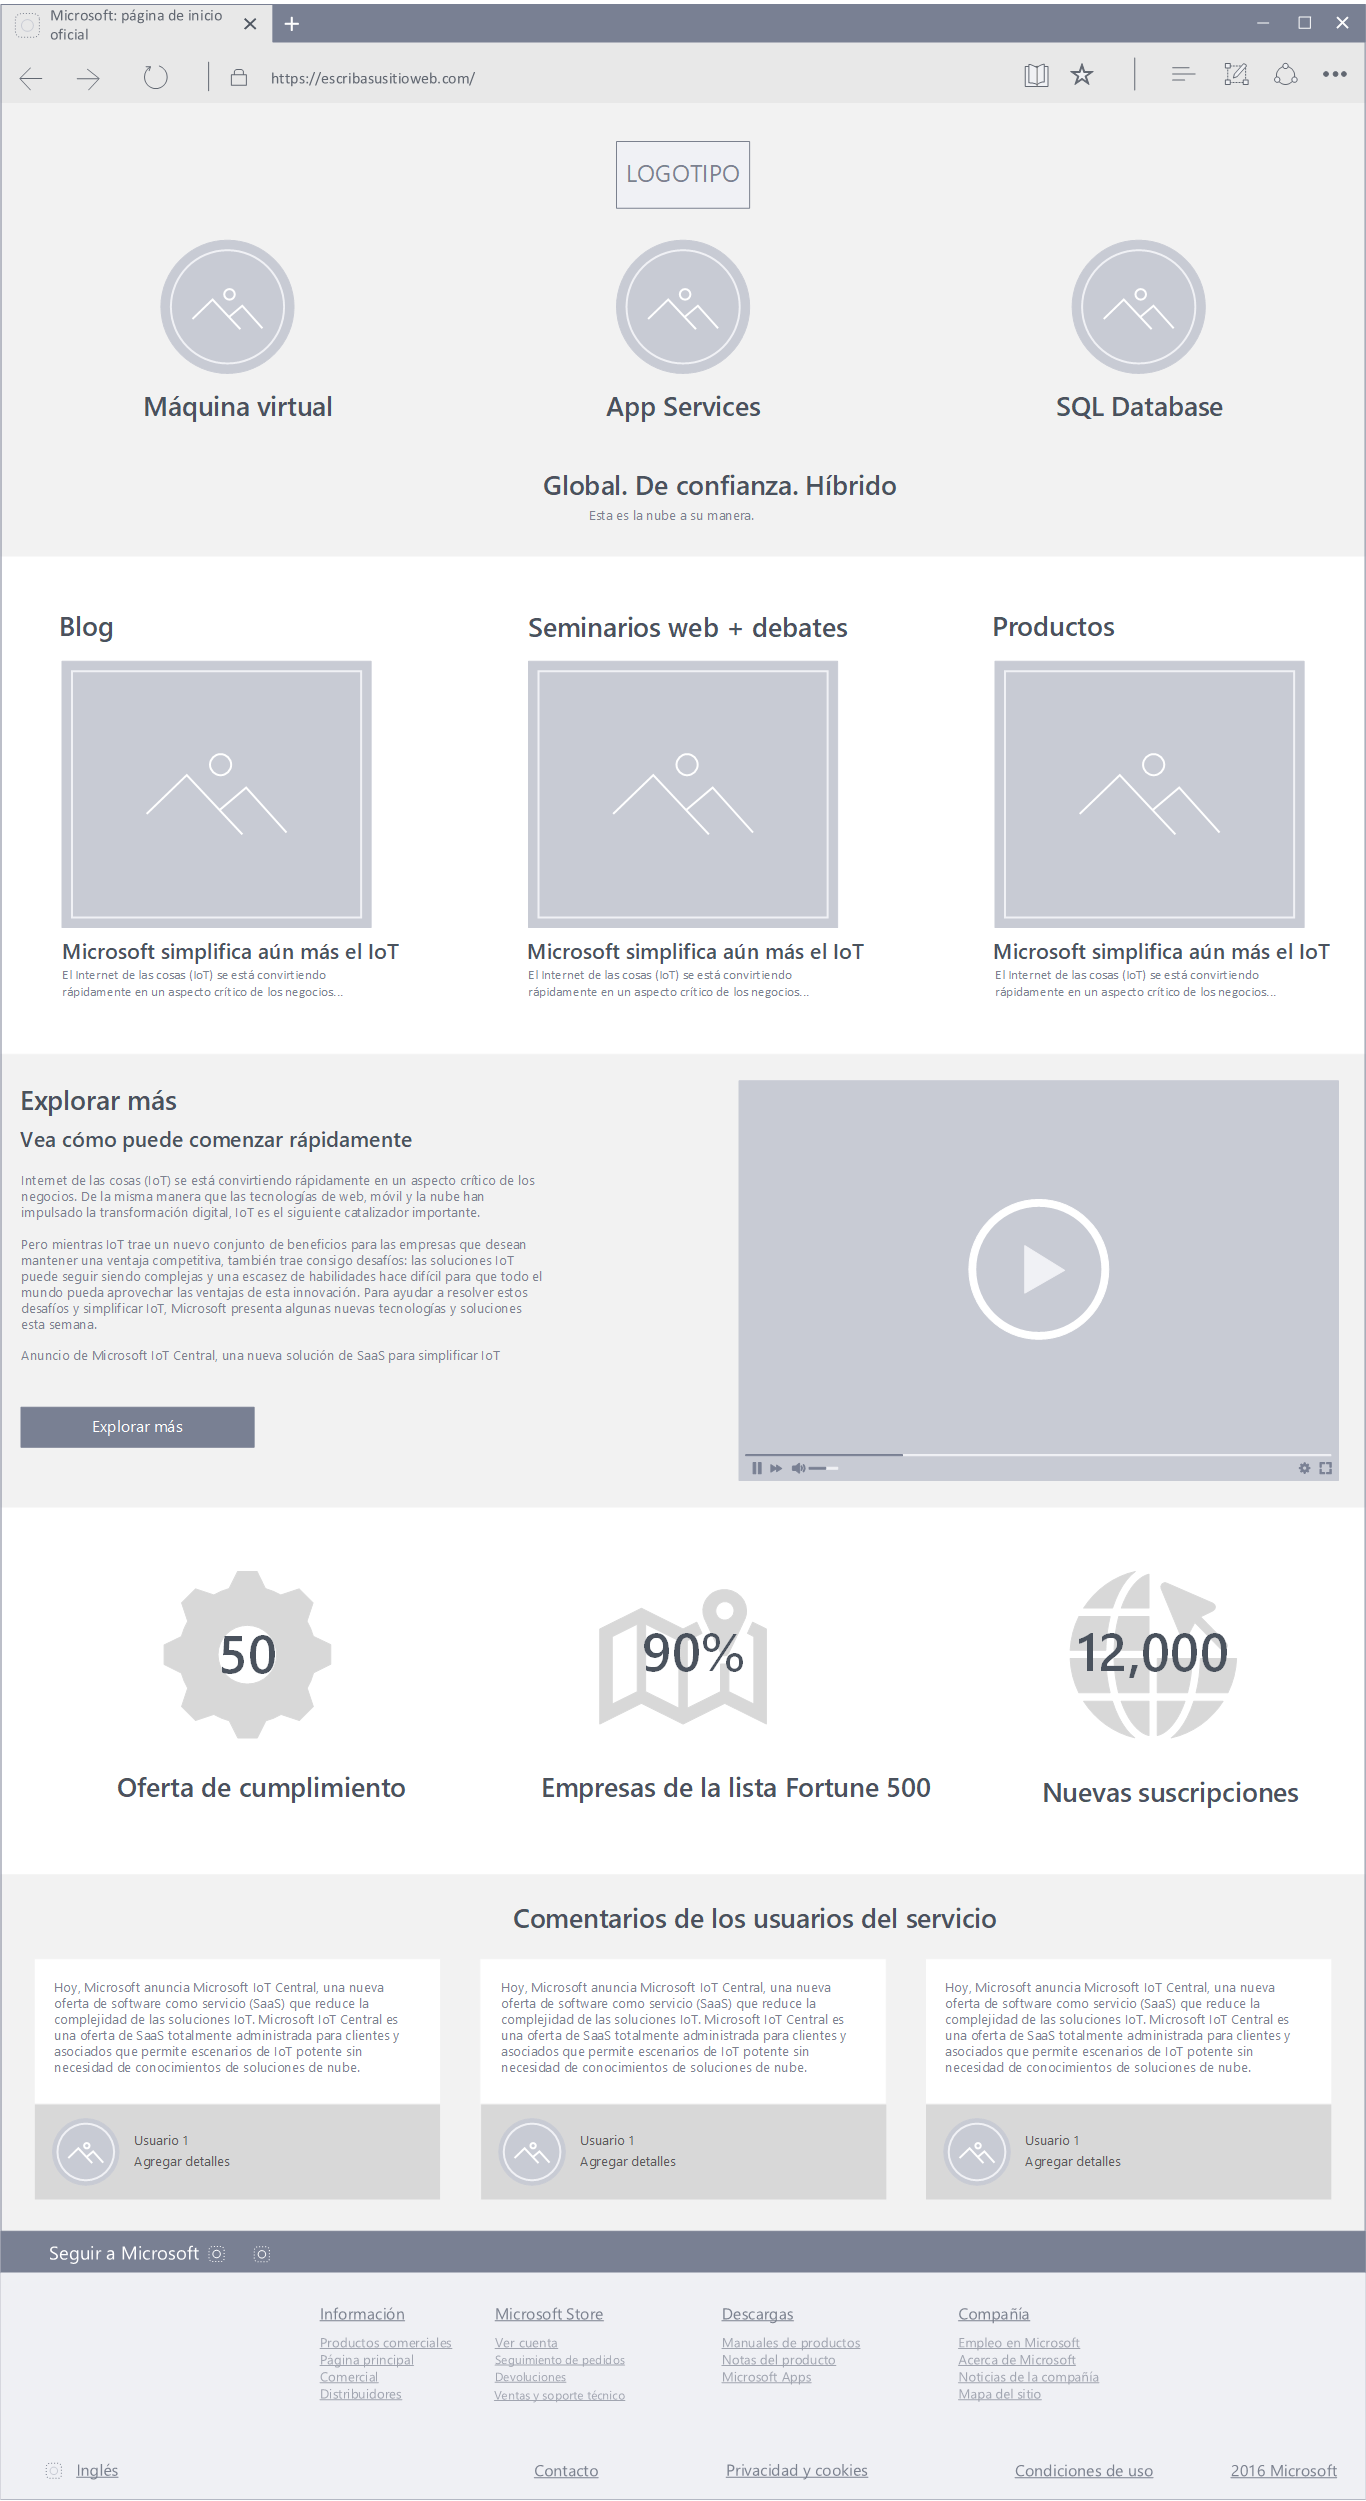 Microsoft: página de inicio
oficial
https://escribasusitioweb.com/
LOGOTIPO
Máquina virtual
App Services
SQL Database
Global. De confianza. Híbrido
Esta es la nube a su manera.
Blog
Seminarios web + debates
Productos
Microsoft simplifica aún más el IoT
El Internet de las cosas (IoT) se está convirtiendo
rápidamente en un aspecto crítico de los negocios...
Microsoft simplifica aún más el IoT
El Internet de las cosas (IoT) se está convirtiendo
rápidamente en un aspecto crítico de los negocios...
Microsoft simplifica aún más el IoT
El Internet de las cosas (IoT) se está convirtiendo
rápidamente en un aspecto crítico de los negocios...
Explorar más
Vea cómo puede comenzar rápidamente
Internet de las cosas (IoT) se está convirtiendo rápidamente en un aspecto crítico de los
negocios. De la misma manera que las tecnologías de web, móvil y la nube han
impulsado la transformación digital, IoT es el siguiente catalizador importante.
Pero mientras IoT trae un nuevo conjunto de beneficios para las empresas que desean
mantener una ventaja competitiva, también trae consigo desafíos: las soluciones IoT
puede seguir siendo complejas y una escasez de habilidades hace difícil para que todo el
mundo pueda aprovechar las ventajas de esta innovación. Para ayudar a resolver estos
desafíos y simplificar IoT, Microsoft presenta algunas nuevas tecnologías y soluciones
esta semana.
Anuncio de Microsoft IoT Central, una nueva solución de SaaS para simplificar IoT
Explorar más
50
90%
12,000
Oferta de cumplimiento
Empresas de la lista Fortune 500
Nuevas suscripciones
Comentarios de los usuarios del servicio
Hoy, Microsoft anuncia Microsoft IoT Central, una nueva
oferta de software como servicio (SaaS) que reduce la
complejidad de las soluciones IoT. Microsoft IoT Central es
una oferta de SaaS totalmente administrada para clientes y
asociados que permite escenarios de IoT potente sin
necesidad de conocimientos de soluciones de nube.
Usuario 1
Agregar detalles
Hoy, Microsoft anuncia Microsoft IoT Central, una nueva
oferta de software como servicio (SaaS) que reduce la
complejidad de las soluciones IoT. Microsoft IoT Central es
una oferta de SaaS totalmente administrada para clientes y
asociados que permite escenarios de IoT potente sin
necesidad de conocimientos de soluciones de nube.
Usuario 1
Agregar detalles
Hoy, Microsoft anuncia Microsoft IoT Central, una nueva
oferta de software como servicio (SaaS) que reduce la
complejidad de las soluciones IoT. Microsoft IoT Central es
una oferta de SaaS totalmente administrada para clientes y
asociados que permite escenarios de IoT potente sin
necesidad de conocimientos de soluciones de nube.
Usuario 1
Agregar detalles
Seguir a Microsoft
Información
Productos comerciales
Página principal
Comercial
Distribuidores
Microsoft Store
Ver cuenta
Seguimiento de pedidos
Devoluciones
Ventas y soporte técnico
Descargas
Manuales de productos
Notas del producto
Microsoft Apps
Compañía
Empleo en Microsoft
Acerca de Microsoft
Noticias de la compañía
Mapa del sitio
Inglés
Contacto
Privacidad y cookies
Condiciones de uso
2016 Microsoft